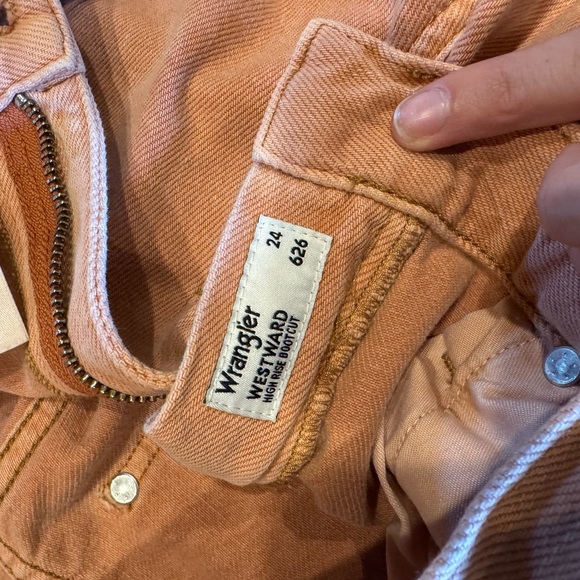 Wrangler
WESTWARD
HIGH RISE BOOTCUT
24
626